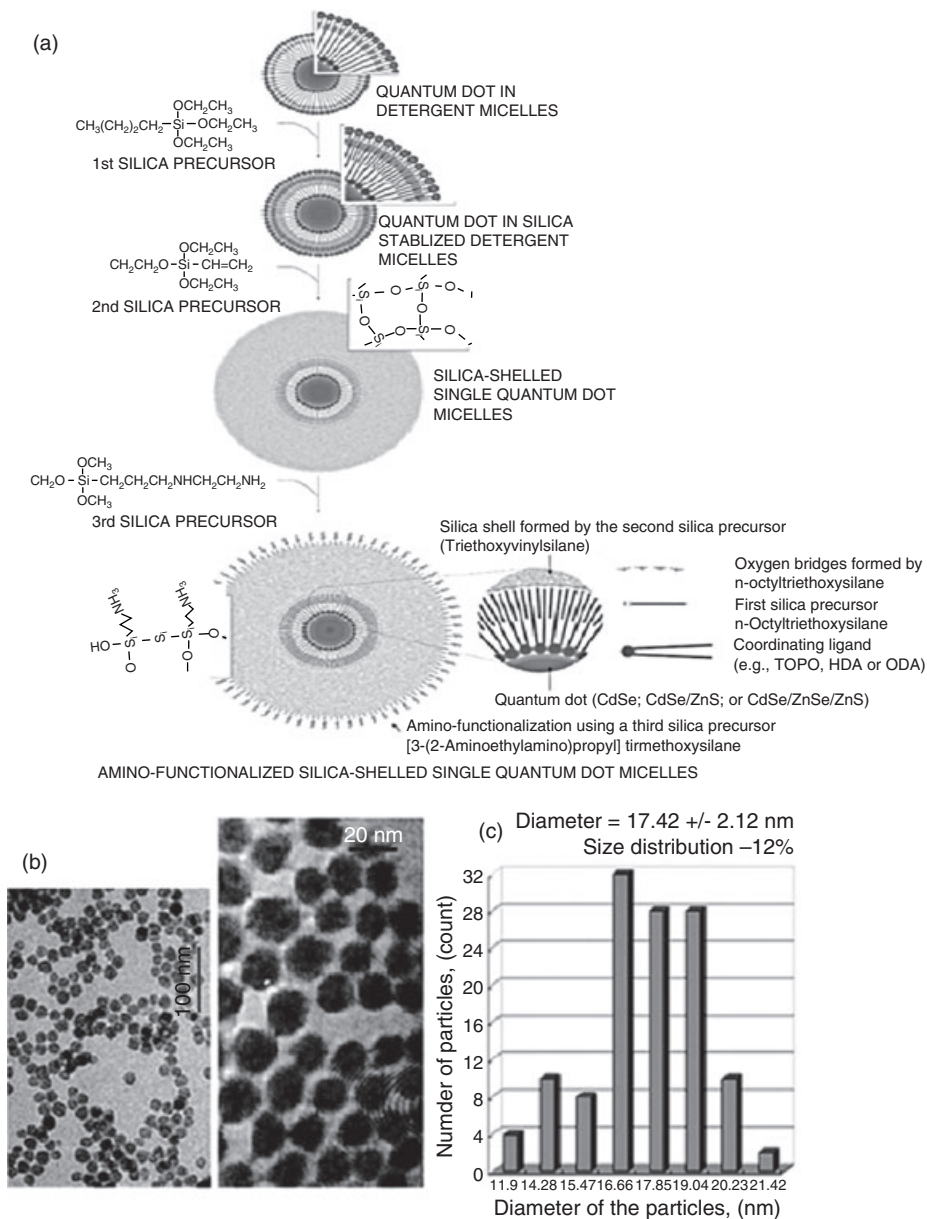 (a)
QUANTUM DOT IN
DETERGENT MICELLES
OCH2CH3
CH3(CH2)2CH2–Si–OCH2CH3
OCH2CH3
1st SILICA PRECURSOR
QUANTUM DOT IN SILICA
STABLIZED DETERGENT
MICELLES
OCH2CH3
CH2CH2O–Si–CH=CH2
OCH2CH3
2nd SILICA PRECURSOR
SILICA-SHELLED
SINGLE QUANTUM DOT
MICELLES
OCH3
CH2O–Si–CH2CH2CH2NHCH2CH2NH2
OCH3
3rd SILICA PRECURSOR
Silica shell formed by the second silica precursor
(Triethoxyvinylsilane)
Oxygen bridges formed by
n-octyltriethoxysilane
First silica precursor
n-Octyltriethoxysilane
Coordinating ligand
(e.g., TOPO, HDA or ODA)
NH3
NH3
HO Si Si Si O
O O
Quantum dot (CdSe; CdSe/ZnS; or CdSe/ZnSe/ZnS)
Amino-functionalization using a third silica precursor
[3-(2-Aminoethylamino)propyl] tirmethoxysilane
AMINO-FUNCTIONALIZED SILICA-SHELLED SINGLE QUANTUM DOT MICELLES
(b)
100 nm
20 nm
(c)
Diameter = 17.42 +/- 2.12 nm
Size distribution –12%
Numder of particles, (count)
32
28
24
20
16
12
8
4
0
11.9 14.28 15.47 16.66 17.85 19.04 20.23 21.42
Diameter of the particles, (nm)